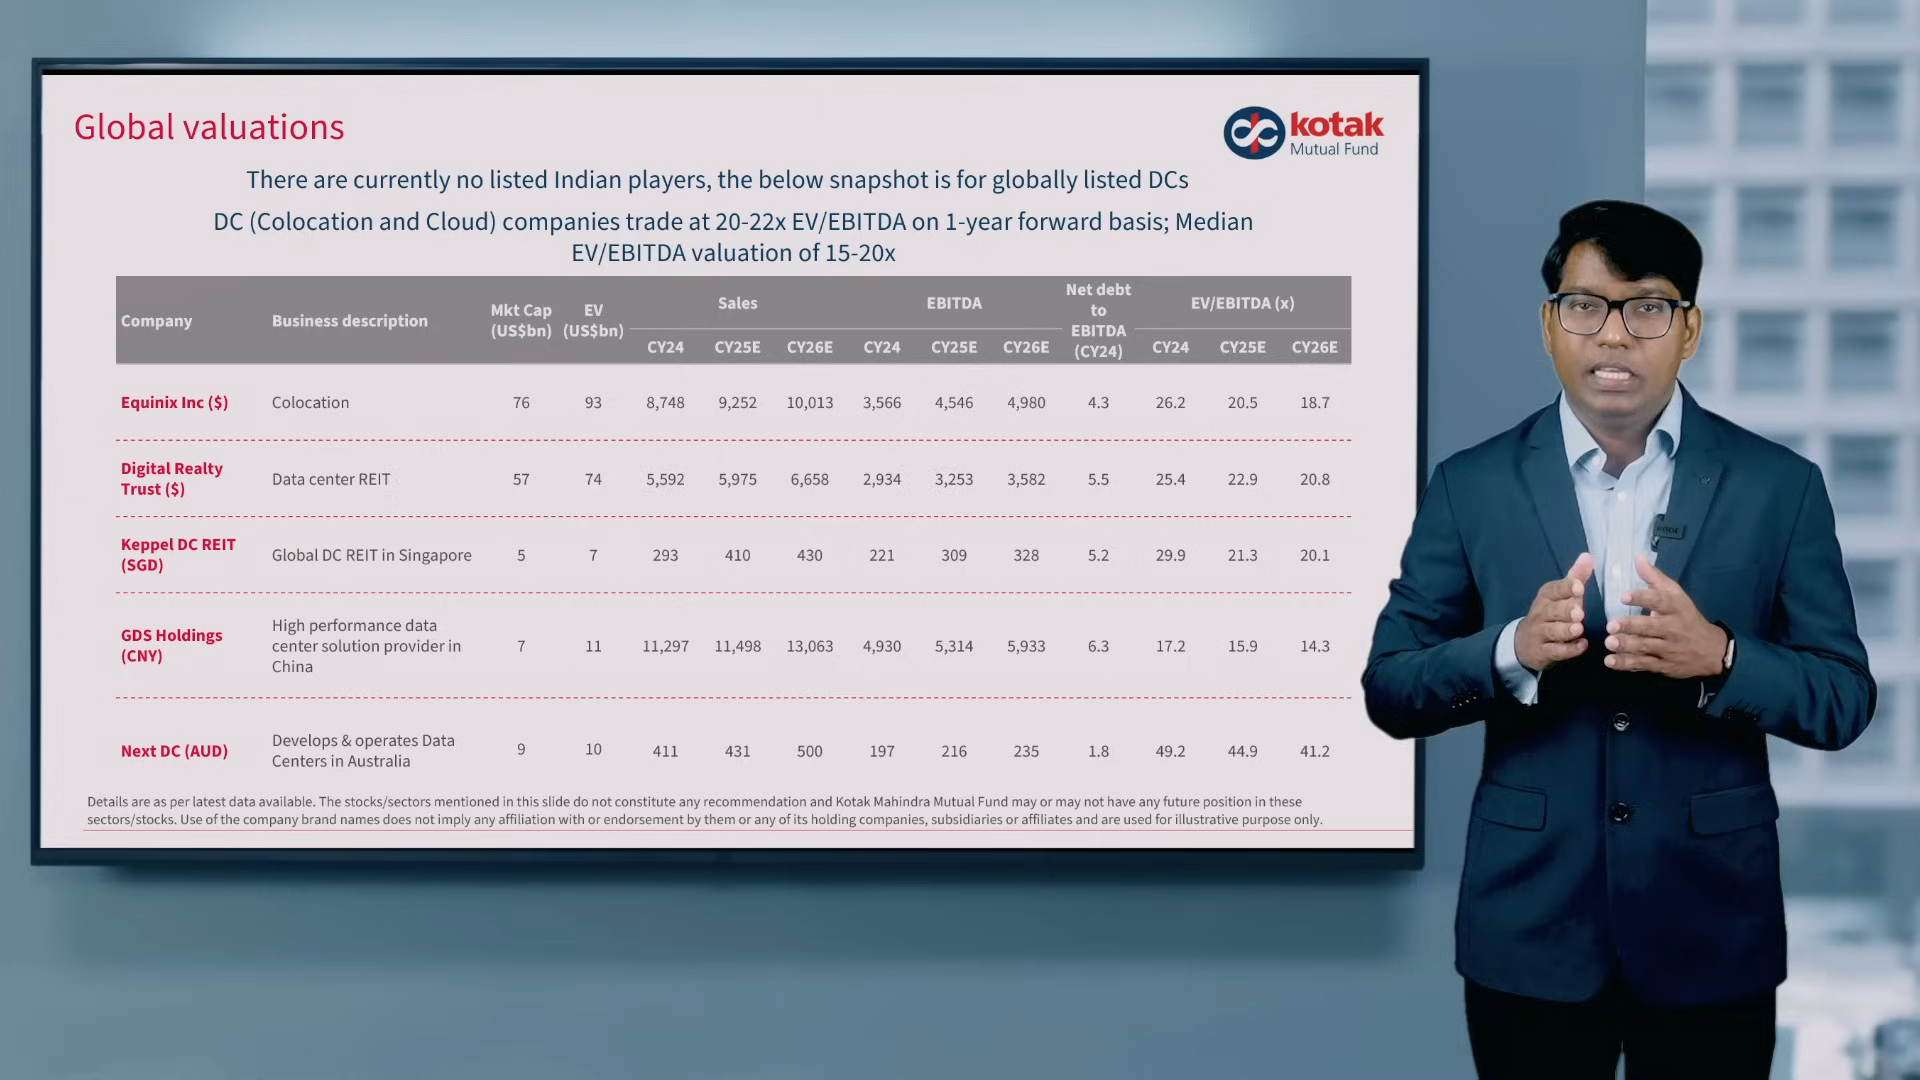 Global valuations
kotak
Mutual Fund
There are currently no listed Indian players, the below snapshot is for globally listed DCs
DC (Colocation and Cloud) companies trade at 20-22x EV/EBITDA on 1-year forward basis; Median
EV/EBITDA valuation of 15-20x
Company Business description Mkt Cap (US$bn) EV (US$bn) Sales EBITDA Net debt to EBITDA (CY24) EV/EBITDA (x)
CY24 CY25E CY26E CY24 CY25E CY26E CY24 CY25E CY26E
Equinix Inc ($) Colocation 76 93 8,748 9,252 10,013 3,566 4,546 4,980 4.3 26.2 20.5 18.7
Digital Realty Trust ($) Data center REIT 57 74 5,592 5,975 6,658 2,934 3,253 3,582 5.5 25.4 22.9 20.8
Keppel DC REIT (SGD) Global DC REIT in Singapore 5 7 293 410 430 221 309 328 5.2 29.9 21.3 20.1
GDS Holdings (CNY) High performance data center solution provider in China 7 11 11,297 11,498 13,063 4,930 5,314 5,933 6.3 17.2 15.9 14.3
Next DC (AUD) Develops & operates Data Centers in Australia 9 10 411 431 500 197 216 235 1.8 49.2 44.9 41.2
Details are as per latest data available. The stocks/sectors mentioned in this slide do not constitute any recommendation and Kotak Mahindra Mutual Fund may or may not have any future position in these
sectors/stocks. Use of the company brand names does not imply any affiliation with or endorsement by them or any of its holding companies, subsidiaries or affiliates and are used for illustrative purpose only.